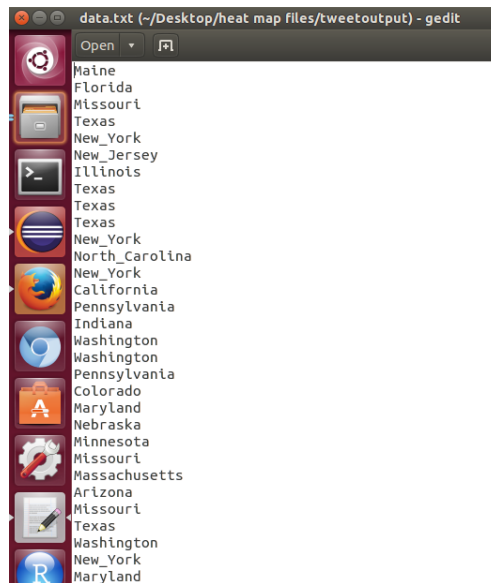 data.txt (~/Desktop/heat map files/tweetoutput) - gedit
Open
Maine
Florida
Missouri
Texas
New_York
New_Jersey
Illinois
Texas
Texas
Texas
New_York
North_Carolina
New_York
California
Pennsylvania
Indiana
Washington
Washington
Pennsylvania
Colorado
Maryland
Nebraska
Minnesota
Missouri
Massachusetts
Arizona
Missouri
Texas
Washington
New_York
Maryland